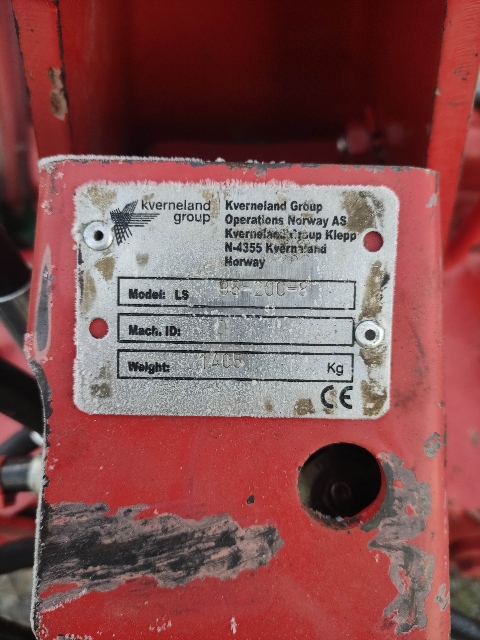 kverneland
group
Kverneland Group
Operations Norway AS
Kverneland Group Klepp
N-4355 Kvernaland
Norway
Model: LS
Mach. ID:
Weight: 1405 Kg
CE